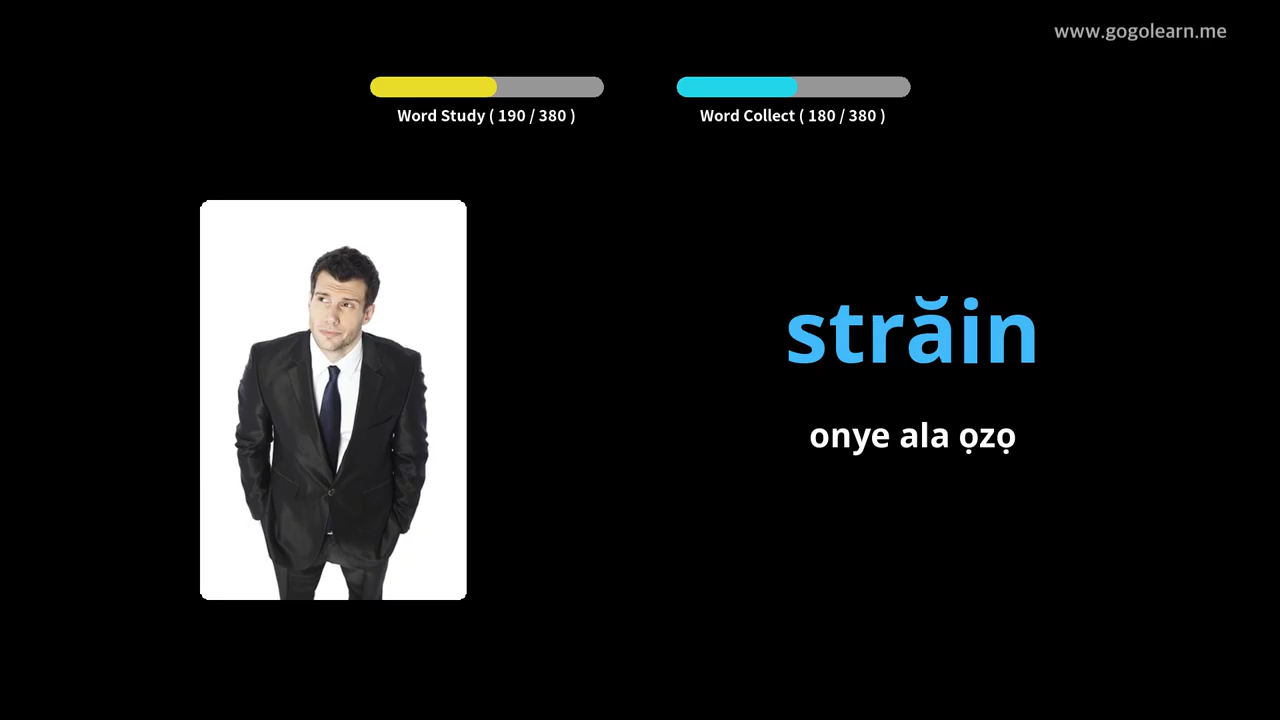 www.gogolearn.me
Word Study ( 190 / 380 )
Word Collect ( 180 / 380 )
străin
onye ala ọzọ